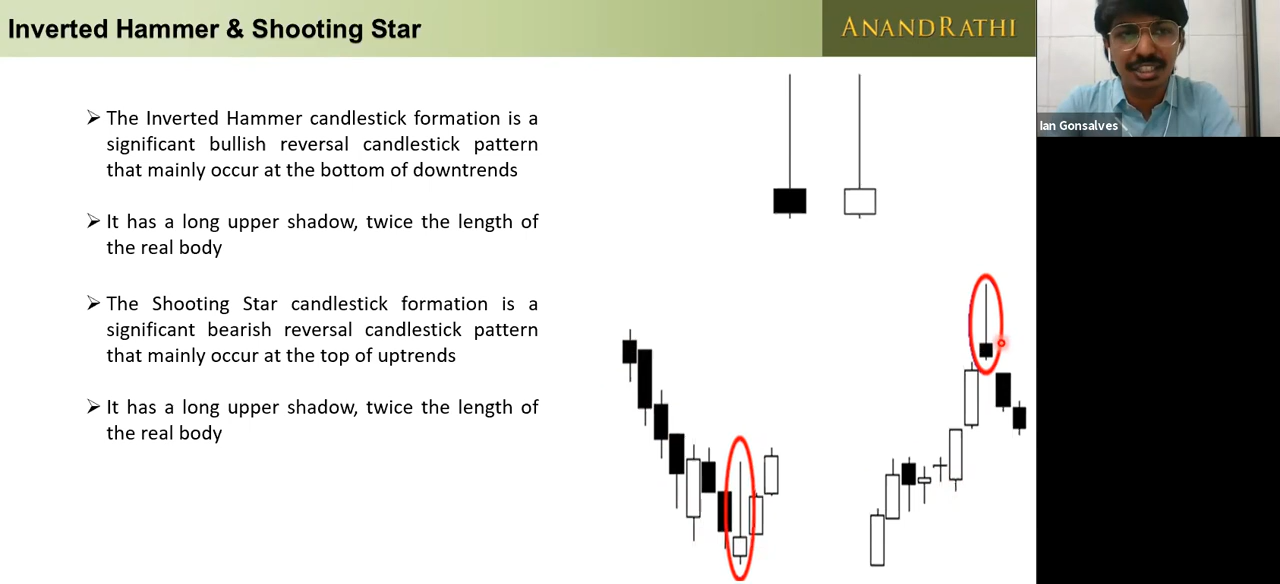 Inverted Hammer & Shooting Star
ANANDRATHI
Ian Gonsalves
➢ The Inverted Hammer candlestick formation is a
significant bullish reversal candlestick pattern
that mainly occur at the bottom of downtrends
➢ It has a long upper shadow, twice the length of
the real body
➢ The Shooting Star candlestick formation is a
significant bearish reversal candlestick pattern
that mainly occur at the top of uptrends
➢ It has a long upper shadow, twice the length of
the real body